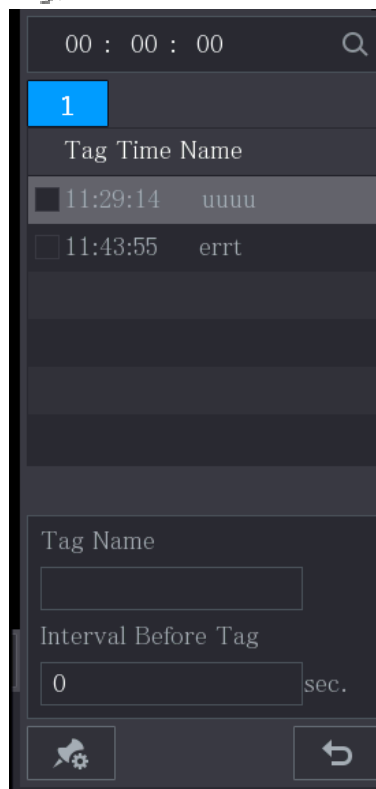 00 : 00 : 00
1
Tag Time Name
11:29:14 uuuu
11:43:55 errt
Tag Name
Interval Before Tag
0 sec.